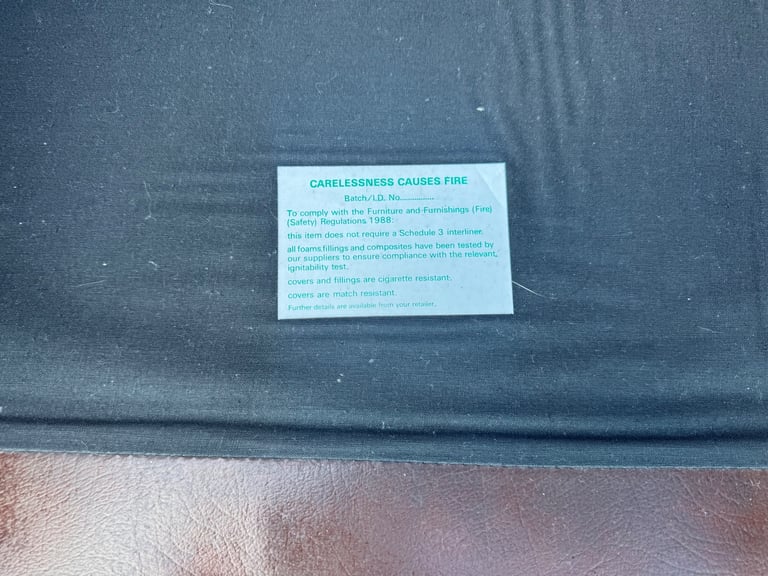 CARELESSNESS CAUSES FIRE
Batch/I.D. No...............
To comply with the Furniture and Furnishings (Fire)
(Safety) Regulations 1988:-
this item does not require a Schedule 3 interliner.
all foams fillings and composites have been tested by
our suppliers to ensure compliance with the relevant,
ignitability test.
covers and fillings are cigarette resistant.
covers are match resistant.
Further details are available from your retailer.